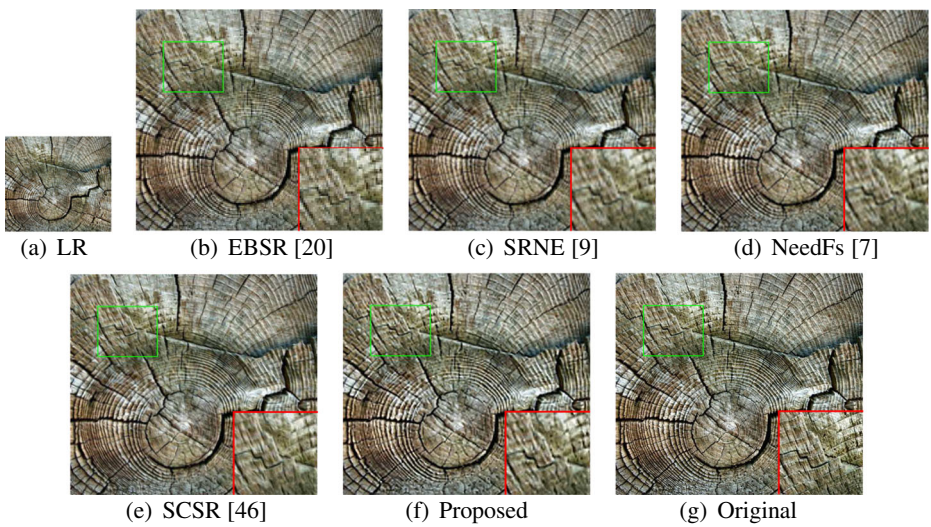 (a) LR
(b) EBSR [20]
(c) SRNE [9]
(d) NeedFs [7]
(e) SCSR [46]
(f) Proposed
(g) Original